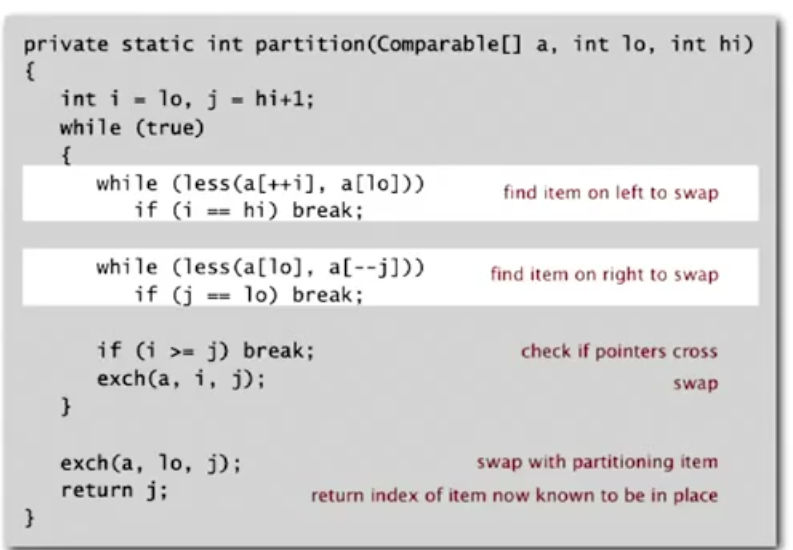 private static int partition(Comparable[] a, int lo, int hi)
{
int i = lo, j = hi+1;
while (true)
{
while (less(a[++i], a[lo])) find item on left to swap
if (i == hi) break;
while (less(a[lo], a[--j])) find item on right to swap
if (j == lo) break;
if (i >= j) break; check if pointers cross
exch(a, i, j); swap
}
exch(a, lo, j); swap with partitioning item
return j; return index of item now known to be in place
}